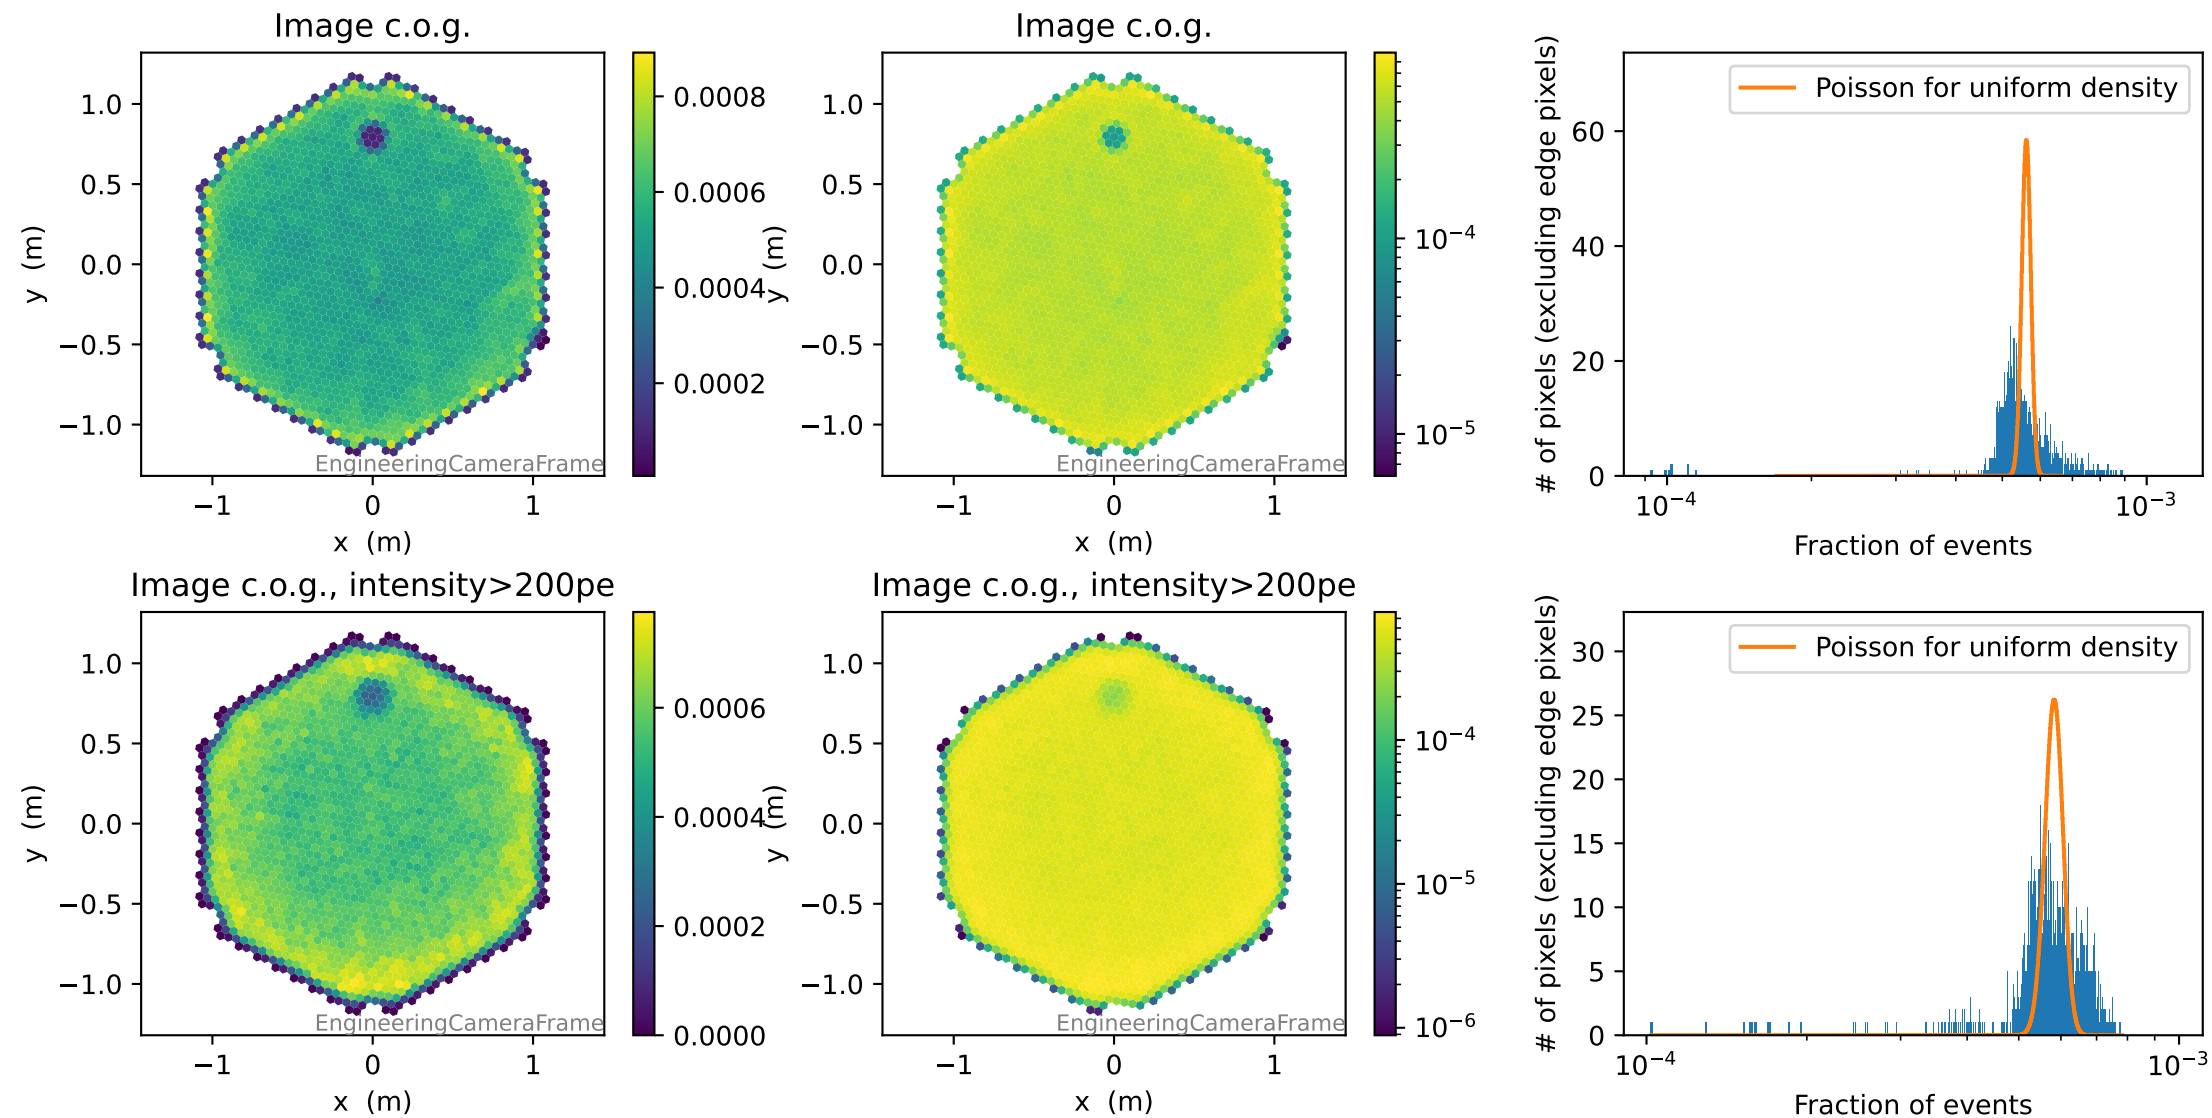 Image c.o.g.
y (m)
1.0
0.5
0.0
−0.5
−1.0
−1
0
1
x (m)
EngineeringCameraFrame
0.0008
0.0006
0.0004
0.0002
Image c.o.g.
y (m)
1.0
0.5
0.0
−0.5
−1.0
−1
0
1
x (m)
EngineeringCameraFrame
10⁻⁴
10⁻⁵
# of pixels (excluding edge pixels)
60
40
20
0
Poisson for uniform density
10⁻⁴
10⁻³
Fraction of events
Image c.o.g., intensity>200pe
y (m)
1.0
0.5
0.0
−0.5
−1.0
−1
0
1
x (m)
EngineeringCameraFrame
0.0006
0.0004
0.0002
0.0000
Image c.o.g., intensity>200pe
y (m)
1.0
0.5
0.0
−0.5
−1.0
−1
0
1
x (m)
EngineeringCameraFrame
10⁻⁴
10⁻⁵
10⁻⁶
# of pixels (excluding edge pixels)
30
25
20
15
10
5
0
Poisson for uniform density
10⁻⁴
10⁻³
Fraction of events